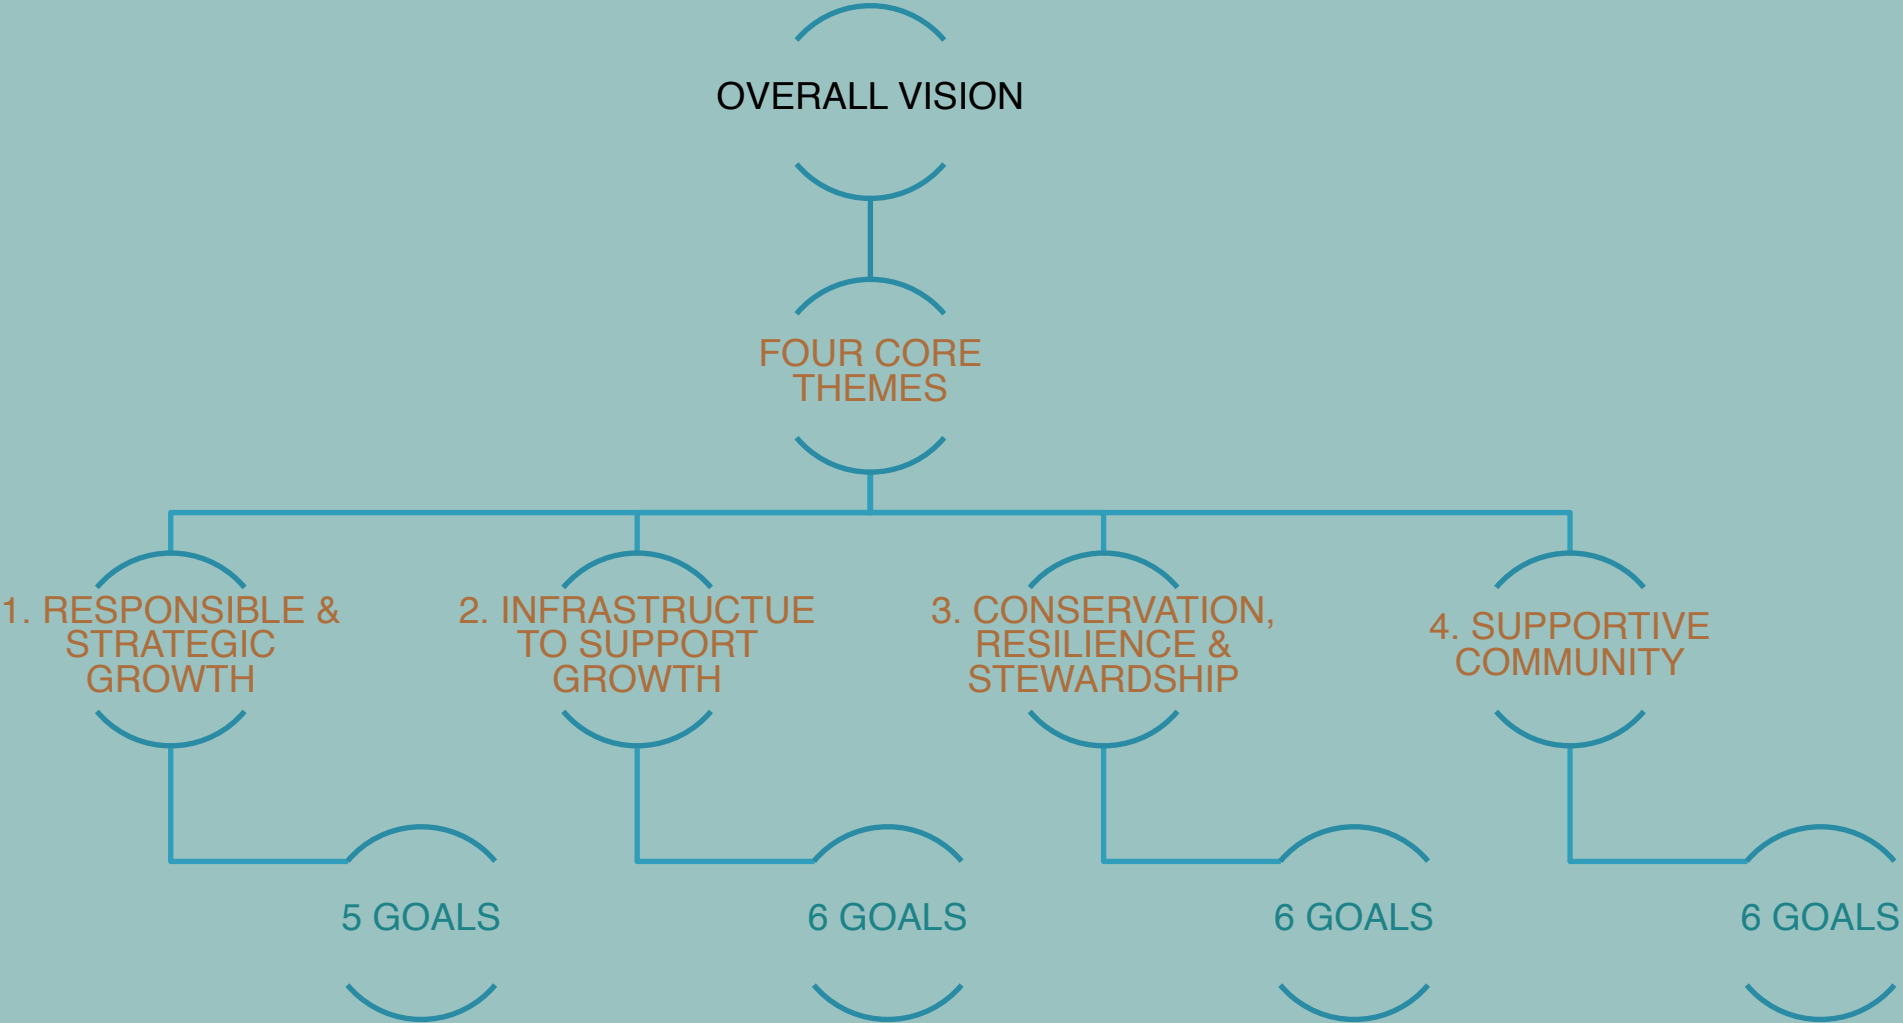 OVERALL VISION
FOUR CORE
THEMES
1. RESPONSIBLE &
STRATEGIC
GROWTH
2. INFRASTRUCTUE
TO SUPPORT
GROWTH
3. CONSERVATION,
RESILIENCE &
STEWARDSHIP
4. SUPPORTIVE
COMMUNITY
5 GOALS
6 GOALS
6 GOALS
6 GOALS